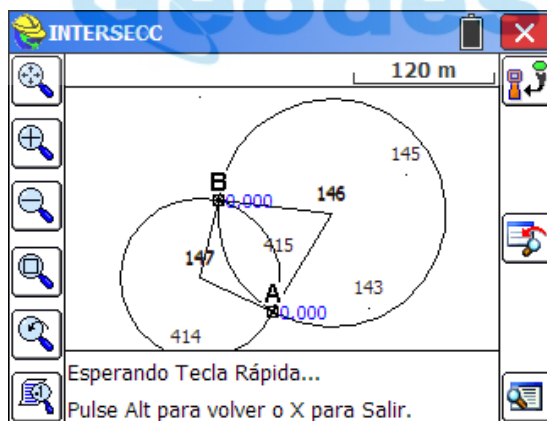 Geodes
INTERSECC
120 m
145
B
0,000
146
415
147
A
0,000
143
414
Esperando Tecla Rápida...
Pulse Alt para volver o X para Salir.